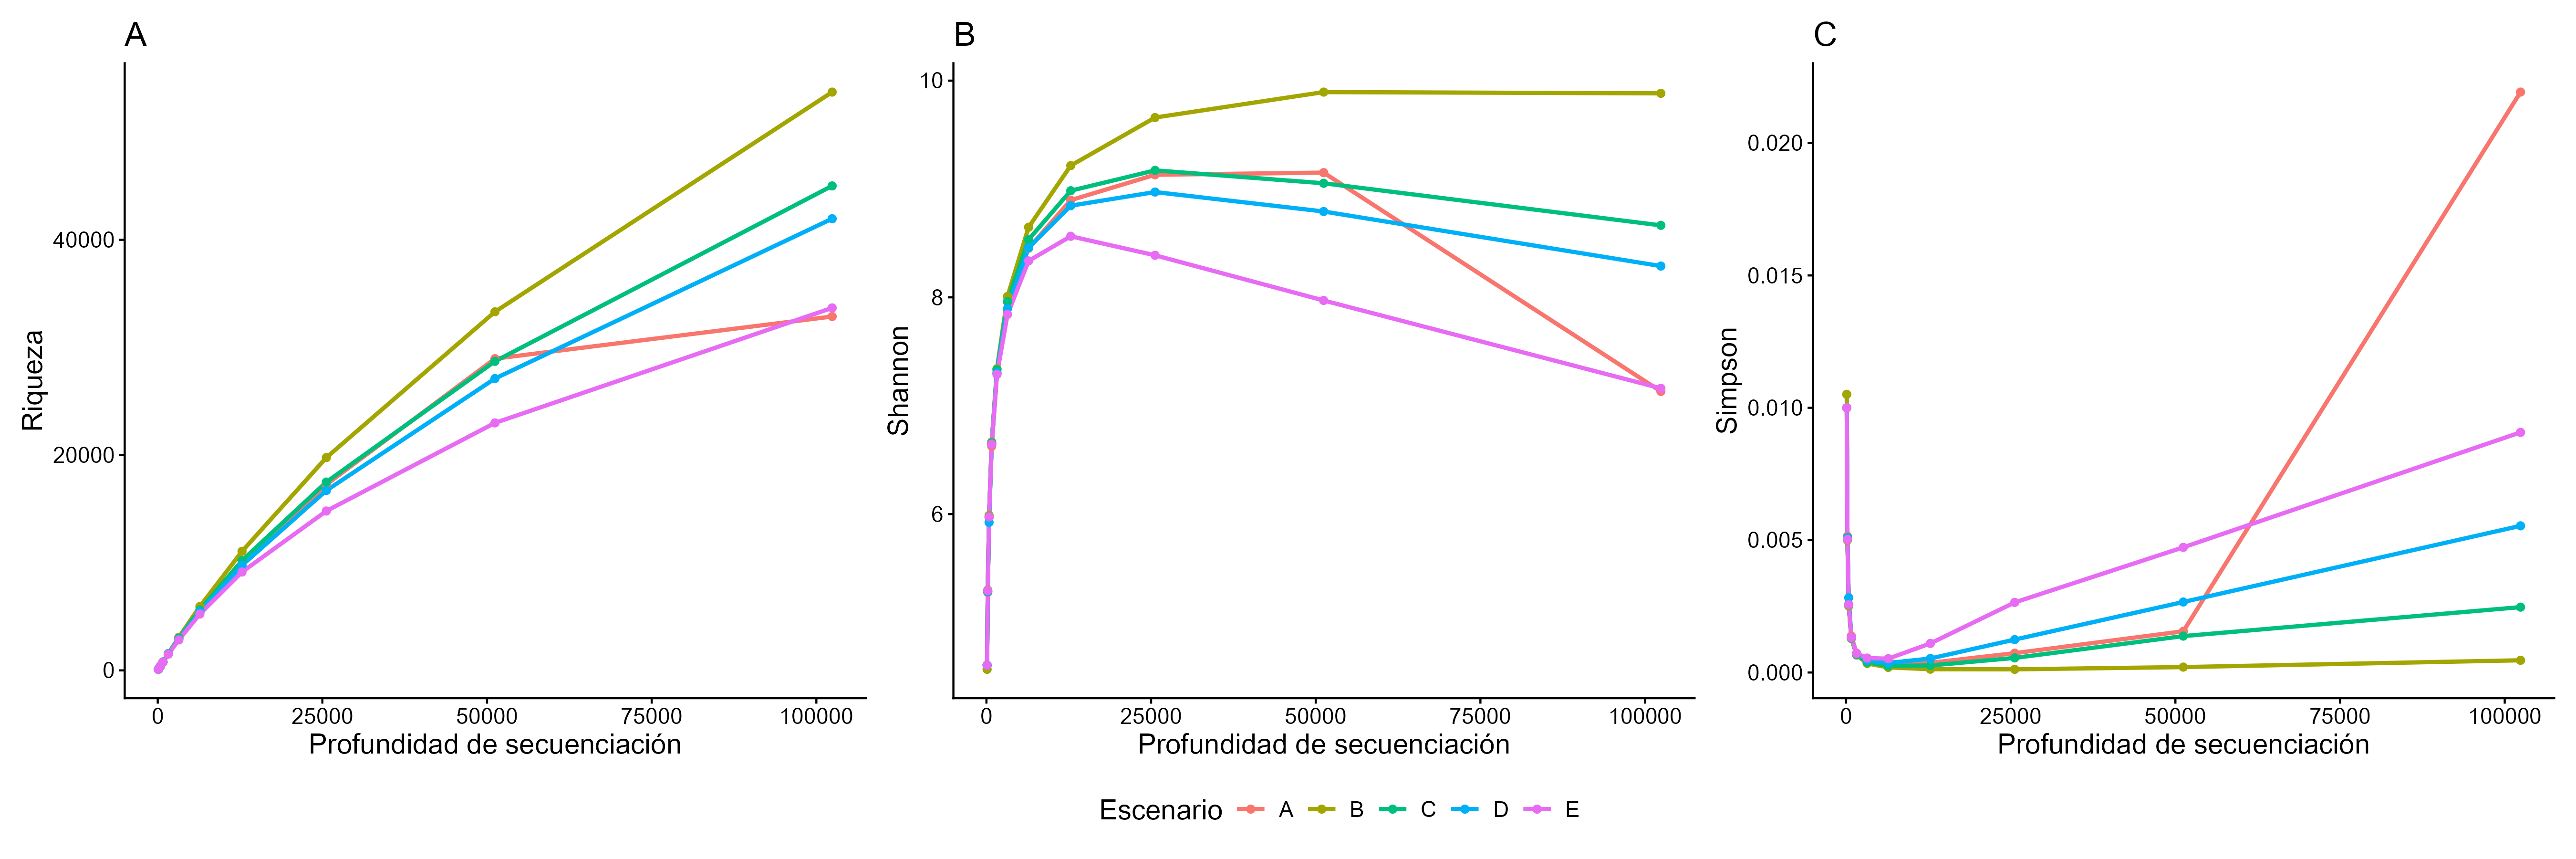 A
Riqueza
40000
20000
0
0 25000 50000 75000 100000
Profundidad de secuenciación
B
Shannon
10
8
6
0 25000 50000 75000 100000
Profundidad de secuenciación
C
Simpson
0.020
0.015
0.010
0.005
0.000
0 25000 50000 75000 100000
Profundidad de secuenciación
Escenario A B C D E